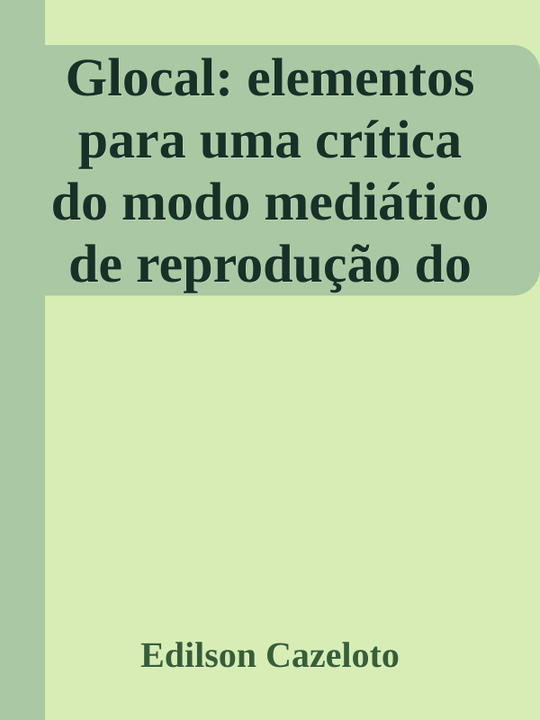 Glocal: elementos
para uma crítica
do modo mediático
de reprodução do
Edilson Cazeloto